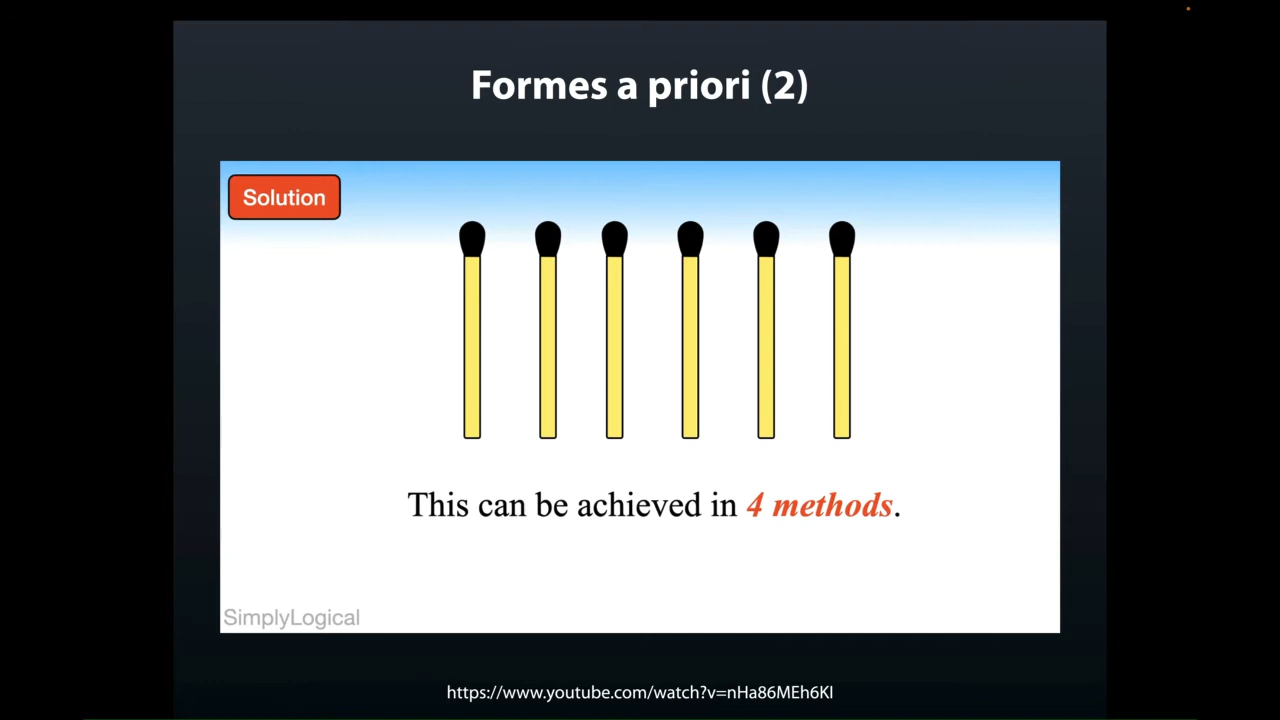 Formes a priori (2)
Solution
This can be achieved in 4 methods.
SimplyLogical
https://www.youtube.com/watch?v=nHa86MEh6KI